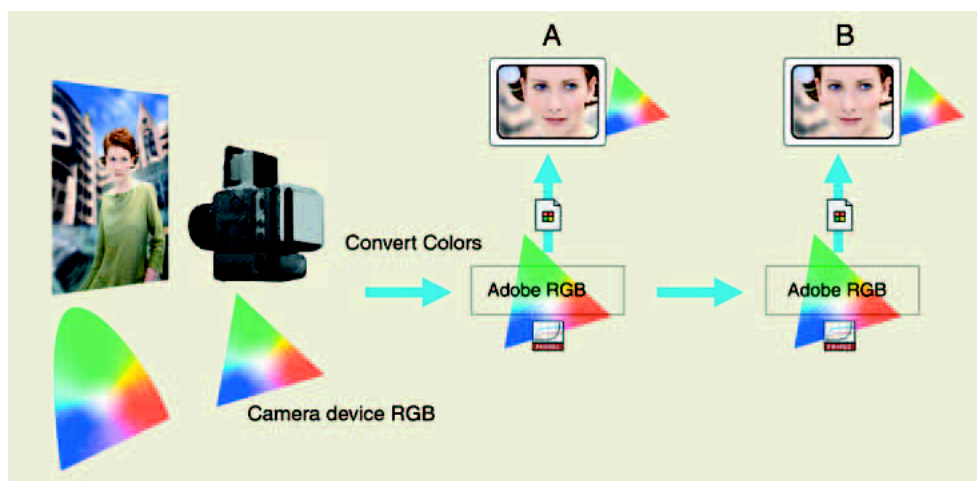 A
B
Convert Colors
Adobe RGB
Adobe RGB
Camera device RGB